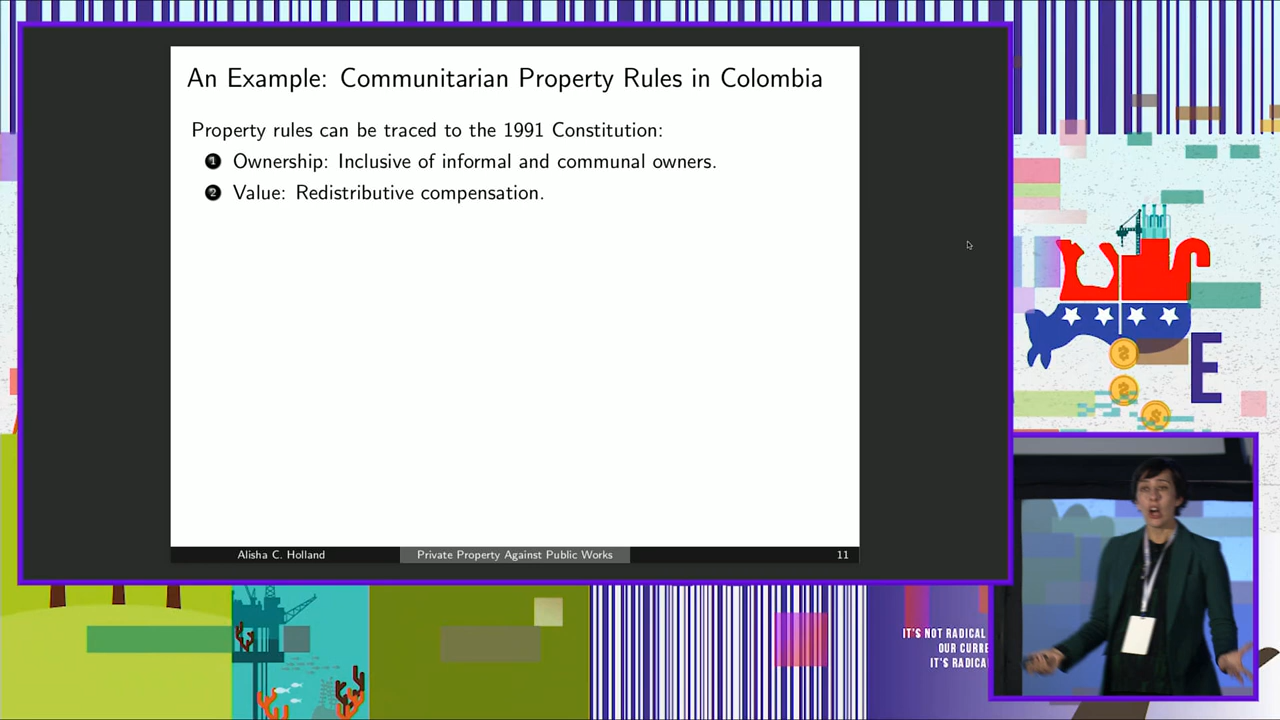 An Example: Communitarian Property Rules in Colombia
Property rules can be traced to the 1991 Constitution:
1 Ownership: Inclusive of informal and communal owners.
2 Value: Redistributive compensation.
Alisha C. Holland
Private Property Against Public Works
11
E
IT'S NOT RADICAL
OUR CURRE
IT'S RADICA